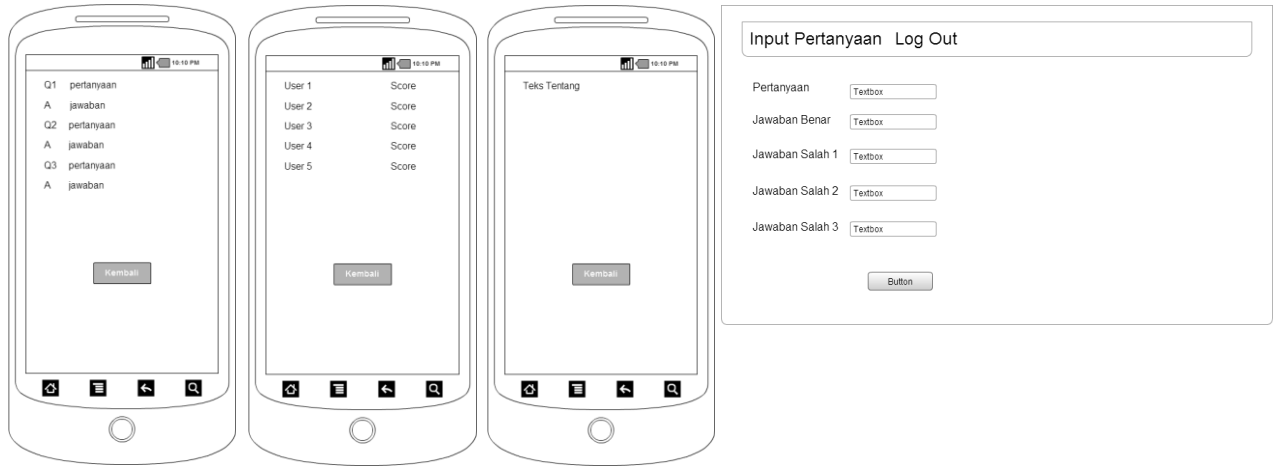 10:10 PM
Q1 pertanyaan
A jawaban
Q2 pertanyaan
A jawaban
Q3 pertanyaan
A jawaban
Kembali
10:10 PM
User 1 Score
User 2 Score
User 3 Score
User 4 Score
User 5 Score
Kembali
10:10 PM
Teks Tentang
Kembali
Input Pertanyaan Log Out
Pertanyaan Textbox
Jawaban Benar Textbox
Jawaban Salah 1 Textbox
Jawaban Salah 2 Textbox
Jawaban Salah 3 Textbox
Button